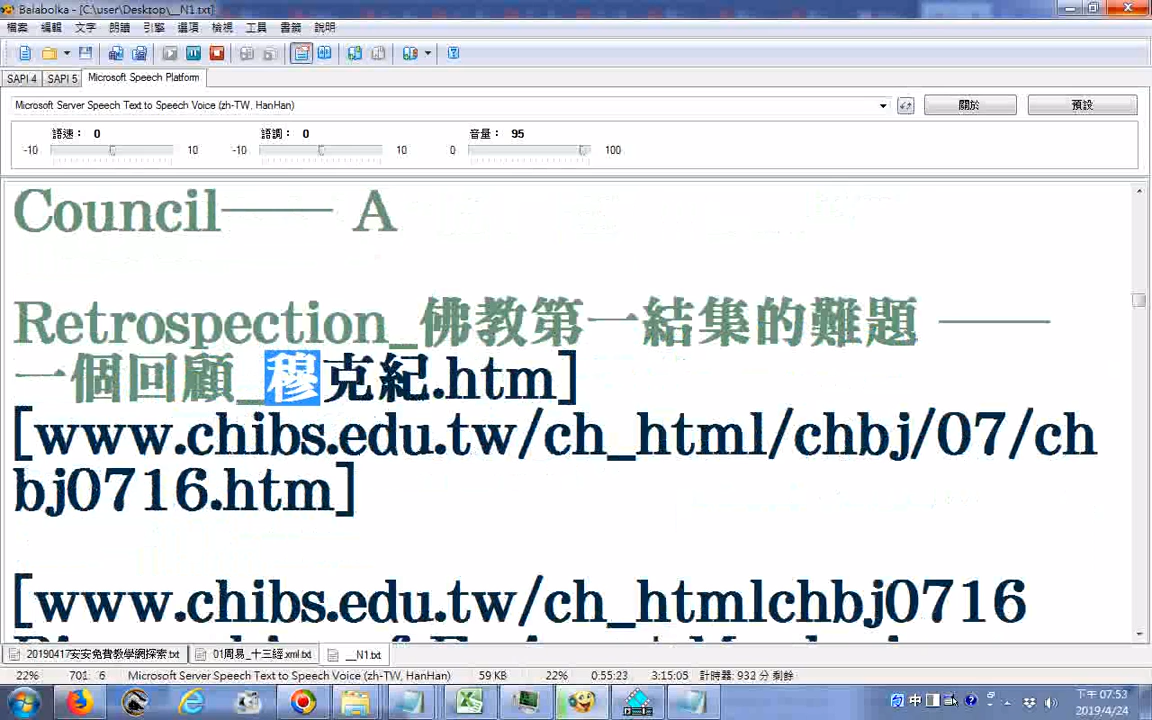 Balabolka - [C:\user\Desktop\__N1.txt]
檔案 編輯 文字 朗讀 引擎 選項 檢視 工具 書籤 說明
SAPI 4 SAPI 5 Microsoft Speech Platform
Microsoft Server Speech Text to Speech Voice (zh-TW, HanHan) 關於 預設
語速： 0 語調： 0 音量： 95
-10 10 -10 10 0 100
Council—— A
Retrospection_佛教第一結集的難題 ——
一個回顧_穆克紀.htm]
[www.chibs.edu.tw/ch_html/chbj/07/ch
bj0716.htm]
[www.chibs.edu.tw/ch_htmlchbj0716
20190417安安免費教學網探索.txt 01周易_十三經.xml.txt __N1.txt
22% 701: 6 Microsoft Server Speech Text to Speech Voice (zh-TW, HanHan) 59 KB 22% 0:55:23 3:15:05 計時器: 932 分 剩餘
中 下午 07:53
2019/4/24